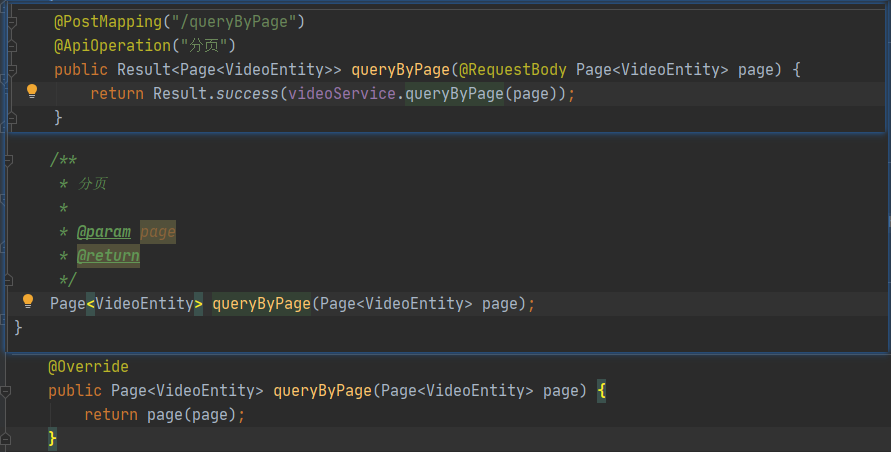 @PostMapping("/queryByPage")
@ApiOperation("分页")
public Result<Page<VideoEntity>> queryByPage(@RequestBody Page<VideoEntity> page) {
return Result.success(videoService.queryByPage(page));
}
/**
* 分页
*
* @param page
* @return
*/
Page<VideoEntity> queryByPage(Page<VideoEntity> page);
}
@Override
public Page<VideoEntity> queryByPage(Page<VideoEntity> page) {
return page(page);
}